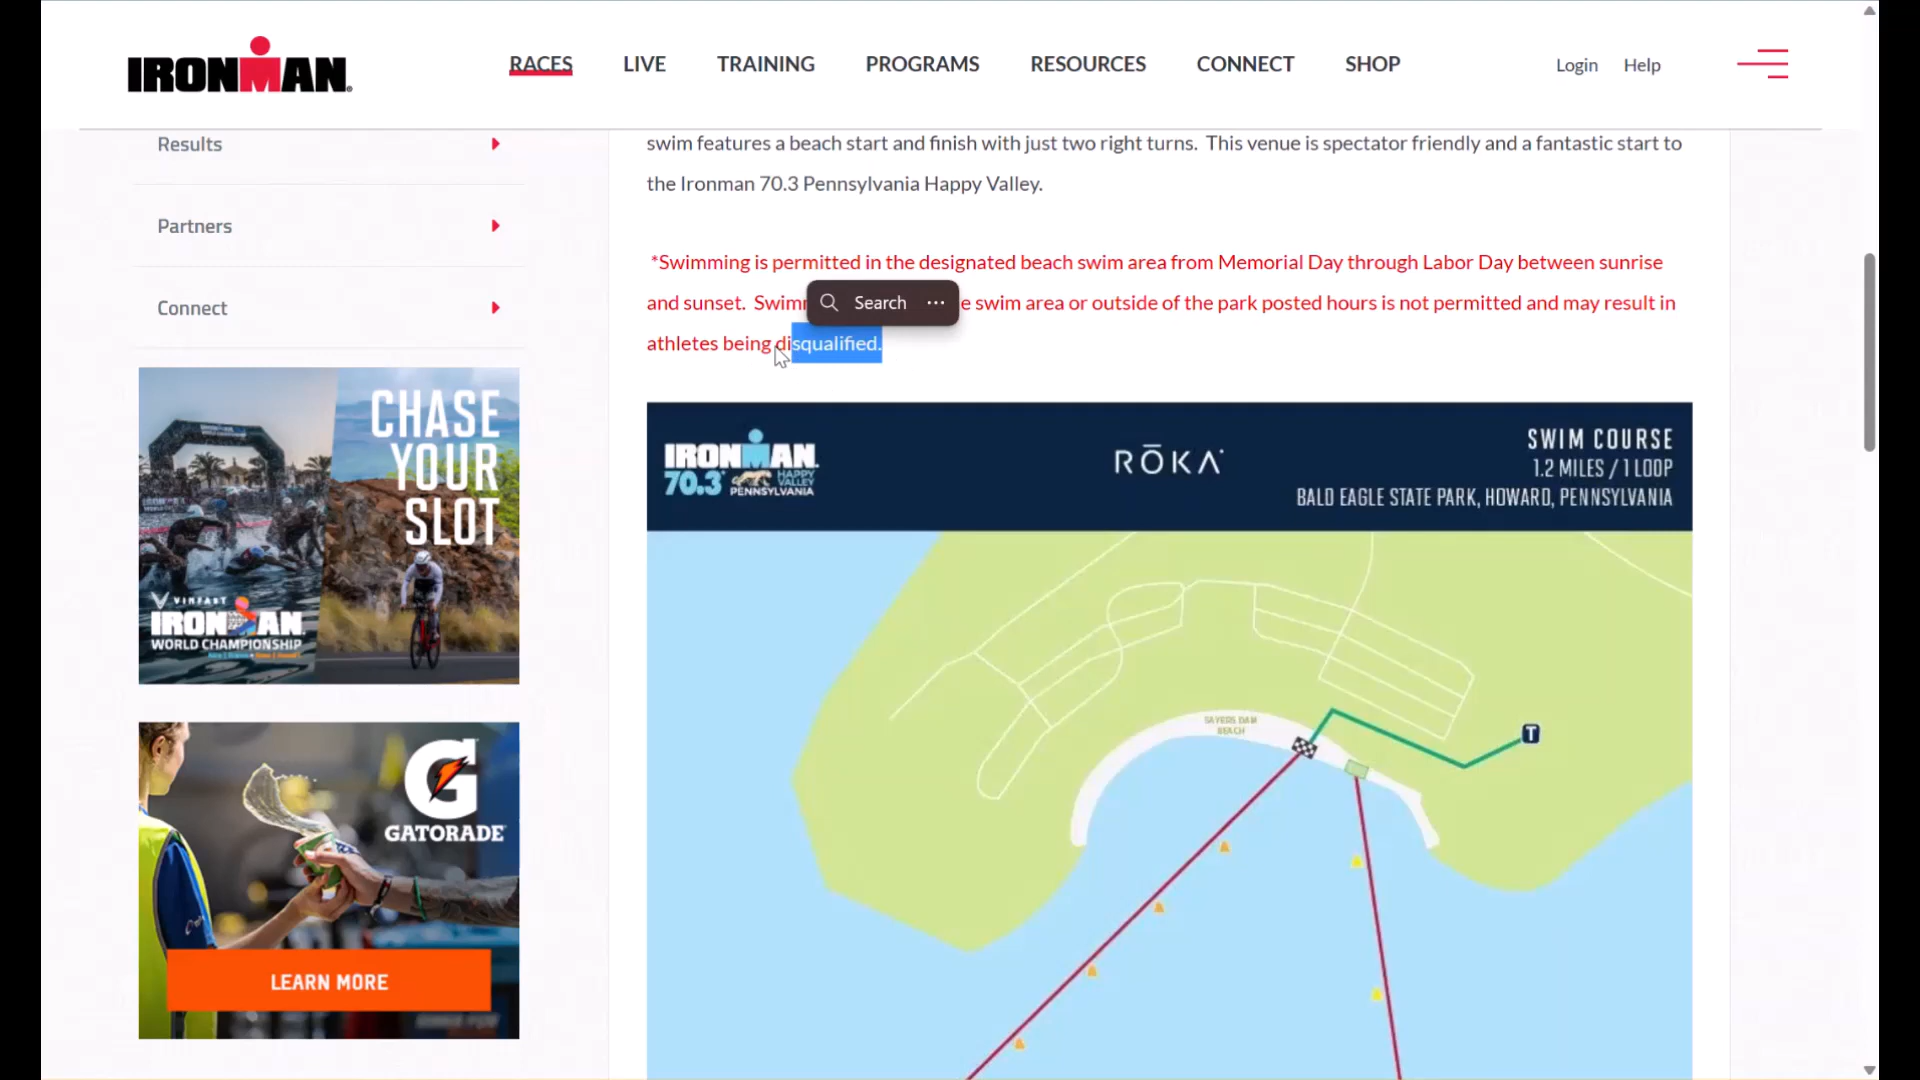 IRONMAN
RACES
LIVE
TRAINING
PROGRAMS
RESOURCES
CONNECT
SHOP
Login
Help
Results
Partners
Connect
CHASE
YOUR
SLOT
VINFAST
IRONMAN
WORLD CHAMPIONSHIP
G
GATORADE
LEARN MORE
swim features a beach start and finish with just two right turns.  This venue is spectator friendly and a fantastic start to
the Ironman 70.3 Pennsylvania Happy Valley.
*Swimming is permitted in the designated beach swim area from Memorial Day through Labor Day between sunrise
and sunset.  Swimm
Search
e swim area or outside of the park posted hours is not permitted and may result in
athletes being disqualified.
IRONMAN
70.3
HAPPY
VALLEY
PENNSYLVANIA
RŌKA
SWIM COURSE
1.2 MILES / 1 LOOP
BALD EAGLE STATE PARK, HOWARD, PENNSYLVANIA
SAYERS DAM
BEACH
T